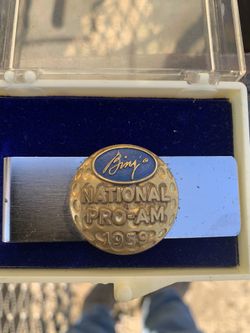 Bing's
NATIONAL
PRO-AM
1959